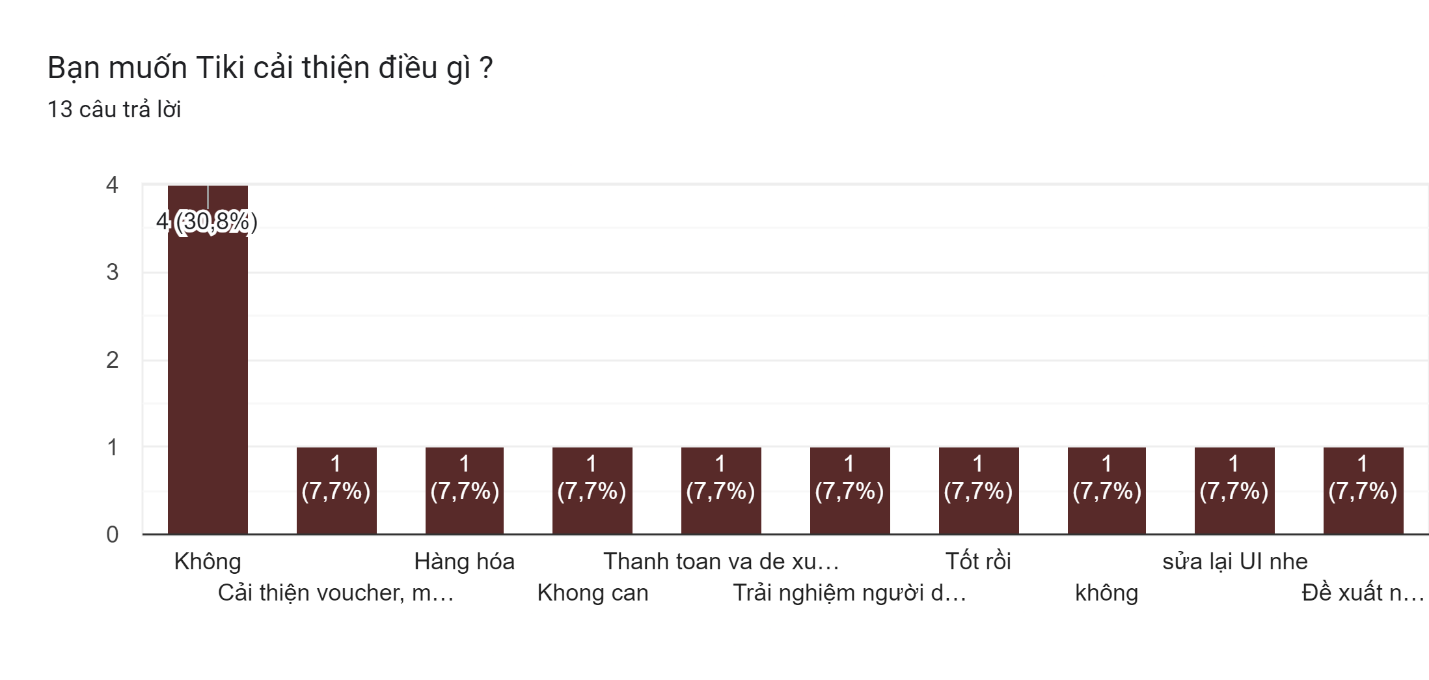 Bạn muốn Tiki cải thiện điều gì ?
13 câu trả lời
4
3
2
1
0
4 (30,8%)
1
(7,7%)
1
(7,7%)
1
(7,7%)
1
(7,7%)
1
(7,7%)
1
(7,7%)
1
(7,7%)
1
(7,7%)
1
(7,7%)
Không
Cải thiện voucher, m…
Hàng hóa
Khong can
Thanh toan va de xu…
Trải nghiệm người d…
Tốt rồi
không
sửa lại UI nhe
Đề xuất n…